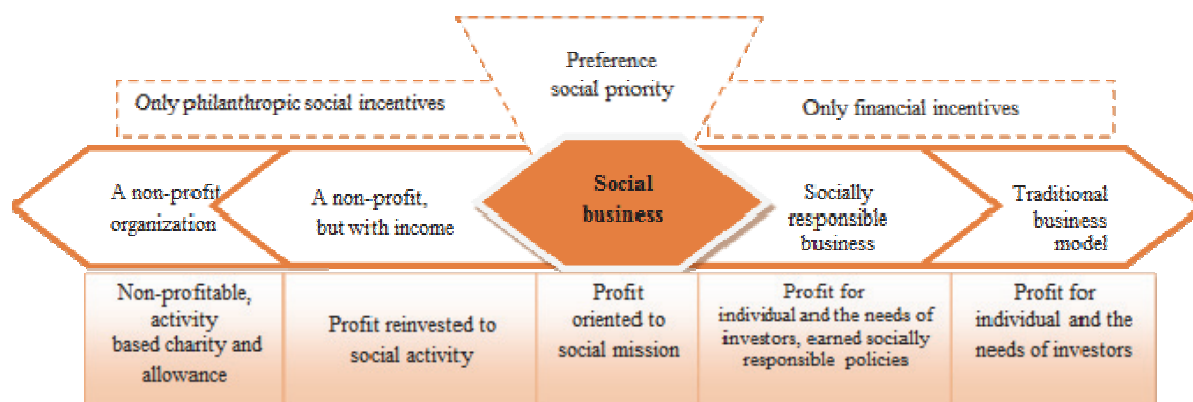 Preference
social priority
Only philanthropic social incentives
Only financial incentives
A non-profit
organization
A non-profit,
but with income
Social
business
Socially
responsible
business
Traditional
business
model
Non-profitable,
activity
based charity and
allowance
Profit reinvested to
social activity
Profit
oriented to
social mission
Profit for
individual and the needs of
investors, earned socially
responsible policies
Profit for
individual and the
needs of investors